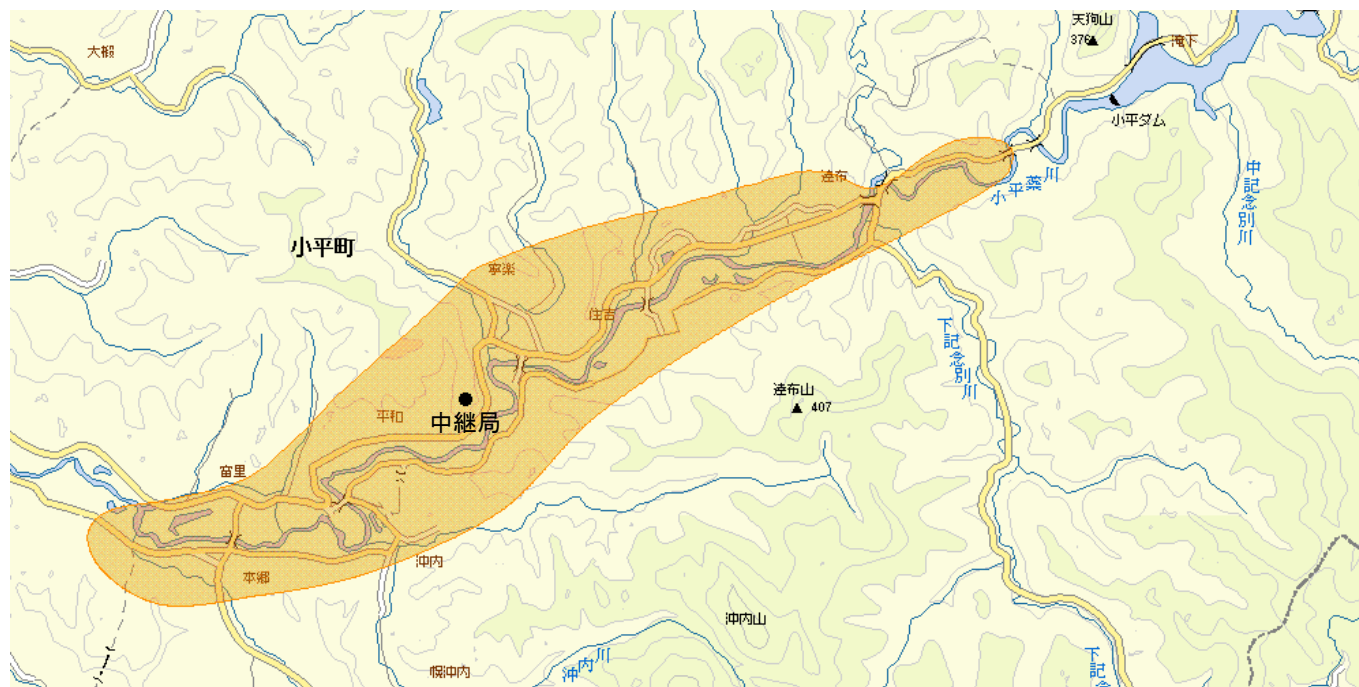 天狗山
376
大椴
滝下
小平ダム
達布
小平蘂川
中記念別川
小平町
寧楽
住吉
下記念別川
達布山
407
平和
中継局
富里
沖内
本郷
沖内山
幌沖内
沖内川
下記